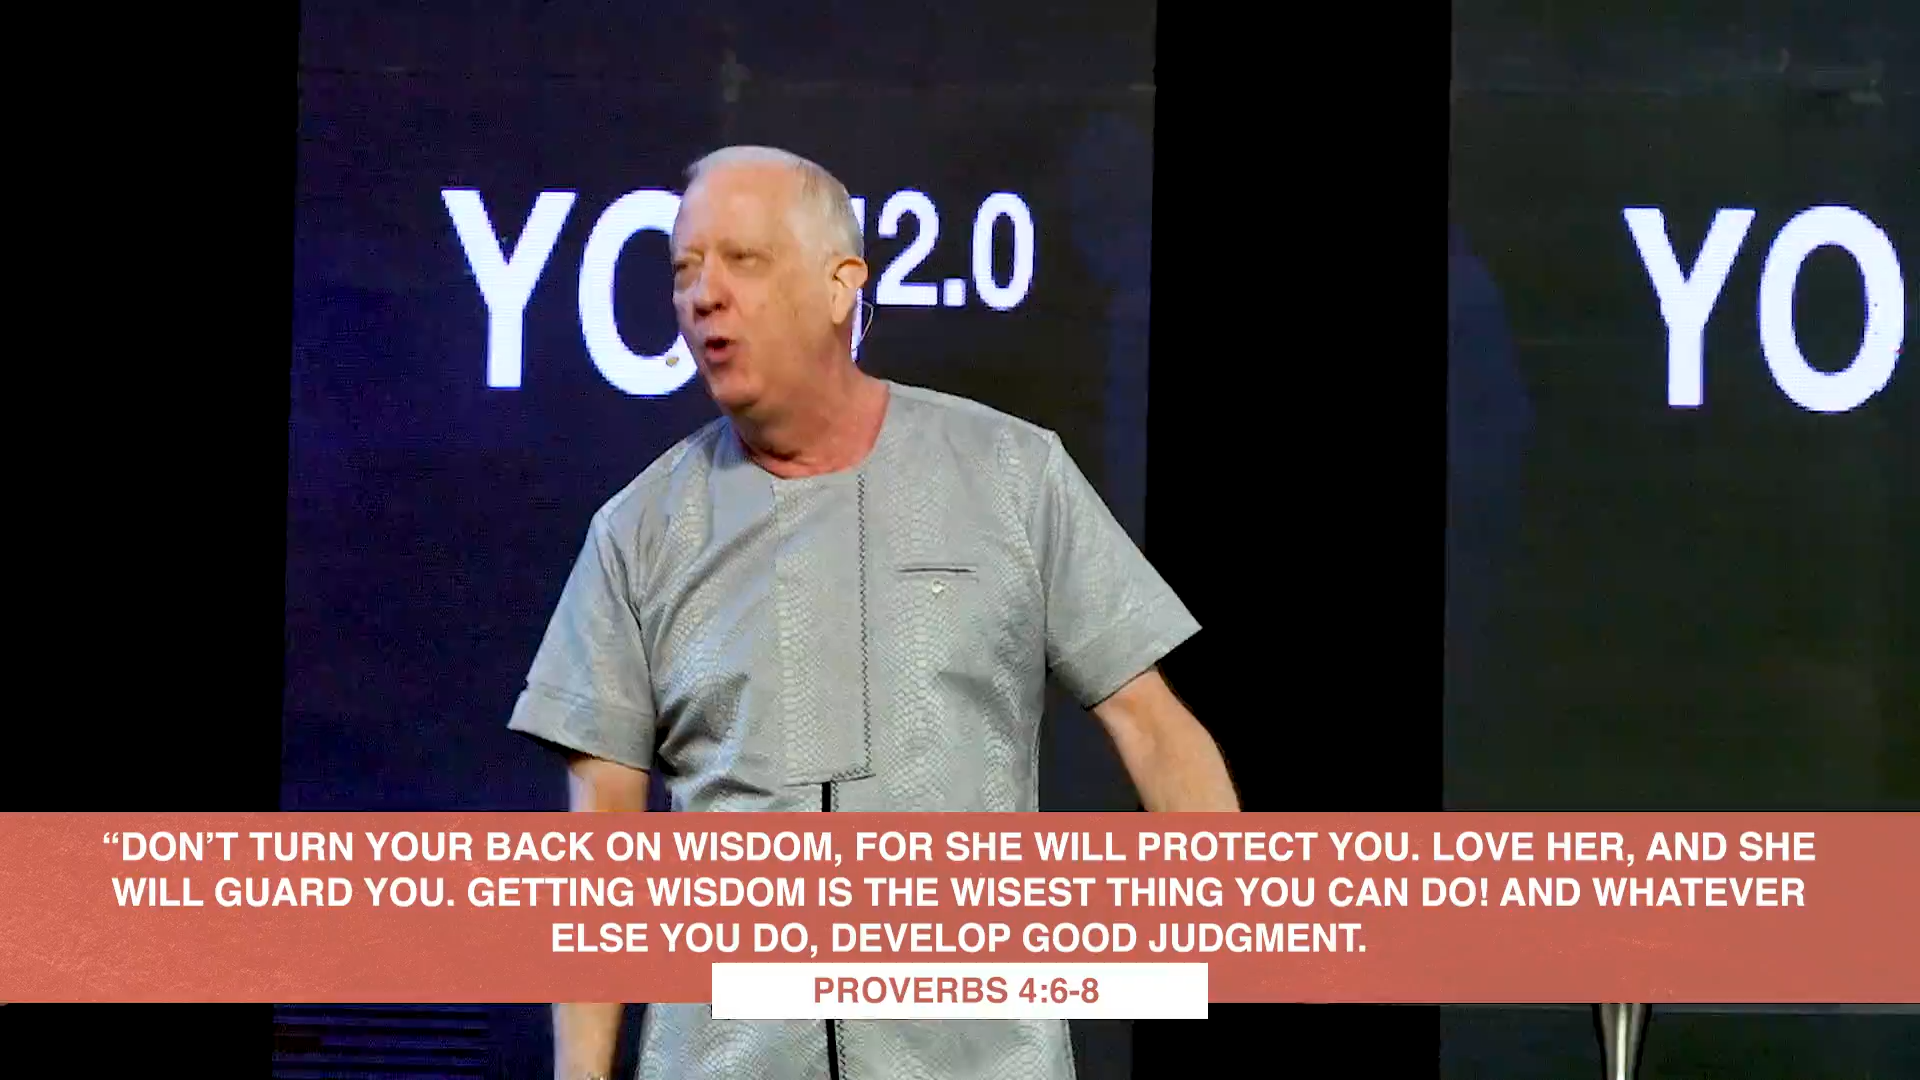 YOU2.0
YO
“DON’T TURN YOUR BACK ON WISDOM, FOR SHE WILL PROTECT YOU. LOVE HER, AND SHE
WILL GUARD YOU. GETTING WISDOM IS THE WISEST THING YOU CAN DO! AND WHATEVER
ELSE YOU DO, DEVELOP GOOD JUDGMENT.
PROVERBS 4:6-8